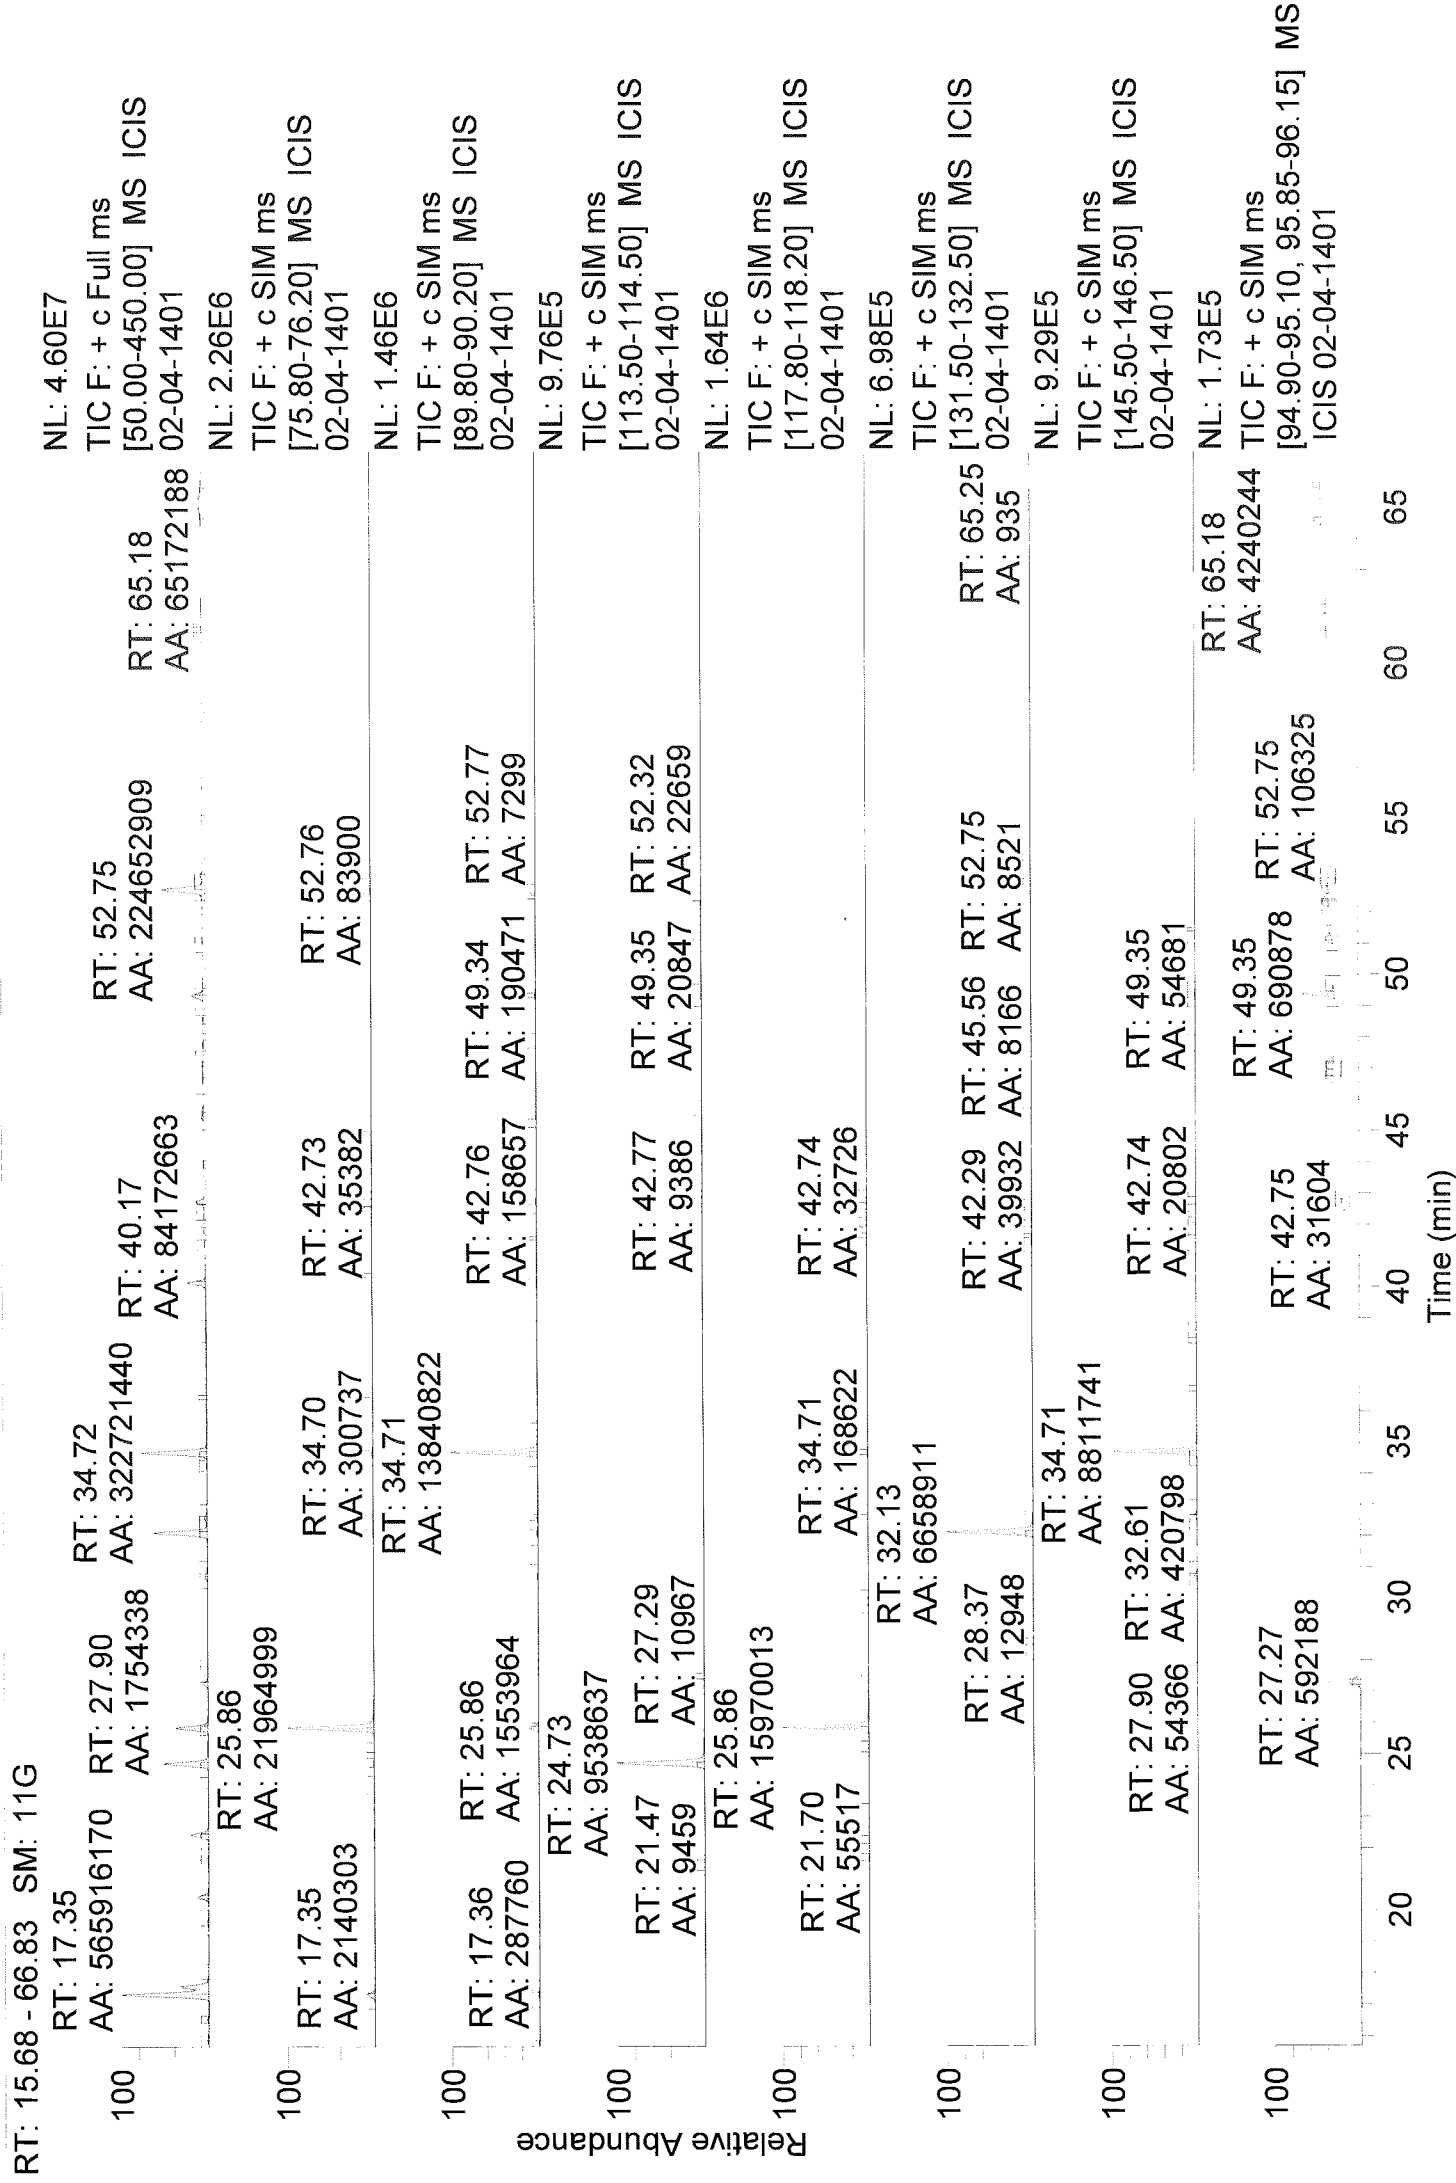 RT: 15.68 - 66.83 SM: 11G
RT: 17.35
AA: 565916170
RT: 27.90
AA: 1754338
RT: 34.72
AA: 322721440
RT: 40.17
AA: 84172663
RT: 52.75
AA: 224652909
RT: 65.18
AA: 65172188
100
NL: 4.60E7
TIC F: + c Full ms
[50.00-450.00] MS ICIS
02-04-1401
RT: 17.35
AA: 2140303
RT: 25.86
AA: 21964999
RT: 34.70
AA: 300737
RT: 42.73
AA: 35382
RT: 52.76
AA: 83900
100
NL: 2.26E6
TIC F: + c SIM ms
[75.80-76.20] MS ICIS
02-04-1401
RT: 17.36
AA: 287760
RT: 25.86
AA: 1553964
RT: 34.71
AA: 13840822
RT: 42.76
AA: 158657
RT: 49.34
AA: 190471
RT: 52.77
AA: 7299
100
NL: 1.46E6
TIC F: + c SIM ms
[89.80-90.20] MS ICIS
02-04-1401
RT: 21.47
AA: 9459
RT: 24.73
AA: 9538637
RT: 27.29
AA: 10967
RT: 42.77
AA: 9386
RT: 49.35
AA: 20847
RT: 52.32
AA: 22659
100
NL: 9.76E5
TIC F: + c SIM ms
[113.50-114.50] MS ICIS
02-04-1401
RT: 21.70
AA: 55517
RT: 25.86
AA: 15970013
RT: 34.71
AA: 168622
RT: 42.74
AA: 32726
100
NL: 1.64E6
TIC F: + c SIM ms
[117.80-118.20] MS ICIS
02-04-1401
RT: 28.37
AA: 12948
RT: 32.13
AA: 6658911
RT: 42.29
AA: 39932
RT: 45.56
AA: 8166
RT: 52.75
AA: 8521
RT: 65.25
AA: 935
100
NL: 6.98E5
TIC F: + c SIM ms
[131.50-132.50] MS ICIS
02-04-1401
RT: 27.90
AA: 54366
RT: 32.61
AA: 420798
RT: 34.71
AA: 8811741
RT: 42.74
AA: 20802
RT: 49.35
AA: 54681
100
NL: 9.29E5
TIC F: + c SIM ms
[145.50-146.50] MS ICIS
02-04-1401
RT: 27.27
AA: 592188
RT: 42.75
AA: 31604
RT: 49.35
AA: 690878
RT: 52.75
AA: 106325
RT: 65.18
AA: 4240244
100
NL: 1.73E5
TIC F: + c SIM ms
[94.90-95.10, 95.85-96.15] MS
ICIS 02-04-1401
Relative Abundance
20 25 30 35 40 45 50 55 60 65
Time (min)